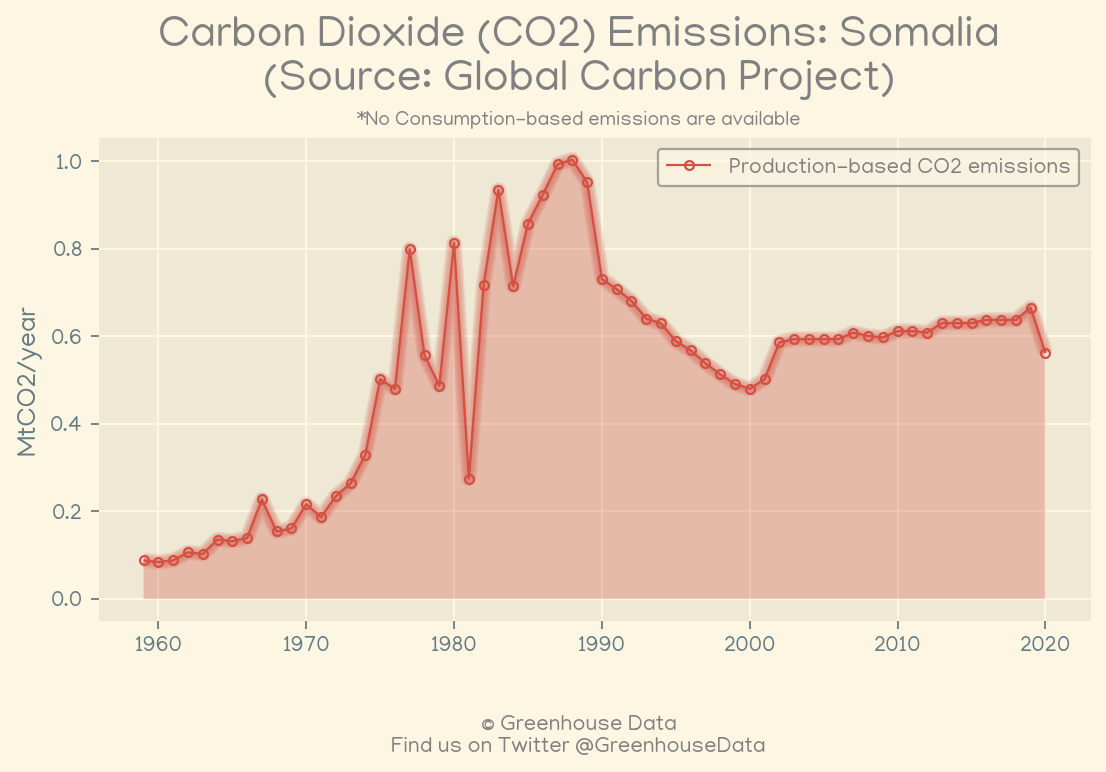 Carbon Dioxide (CO2) Emissions: Somalia
(Source: Global Carbon Project)
*No Consumption-based emissions are available
Production-based CO2 emissions
MtCO2/year
1.0
0.8
0.6
0.4
0.2
0.0
1960 1970 1980 1990 2000 2010 2020
© Greenhouse Data
Find us on Twitter @GreenhouseData